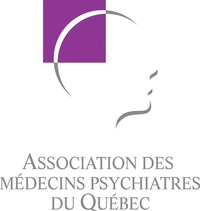 ASSOCIATION DES
MÉDECINS PSYCHIATRES
DU QUÉBEC